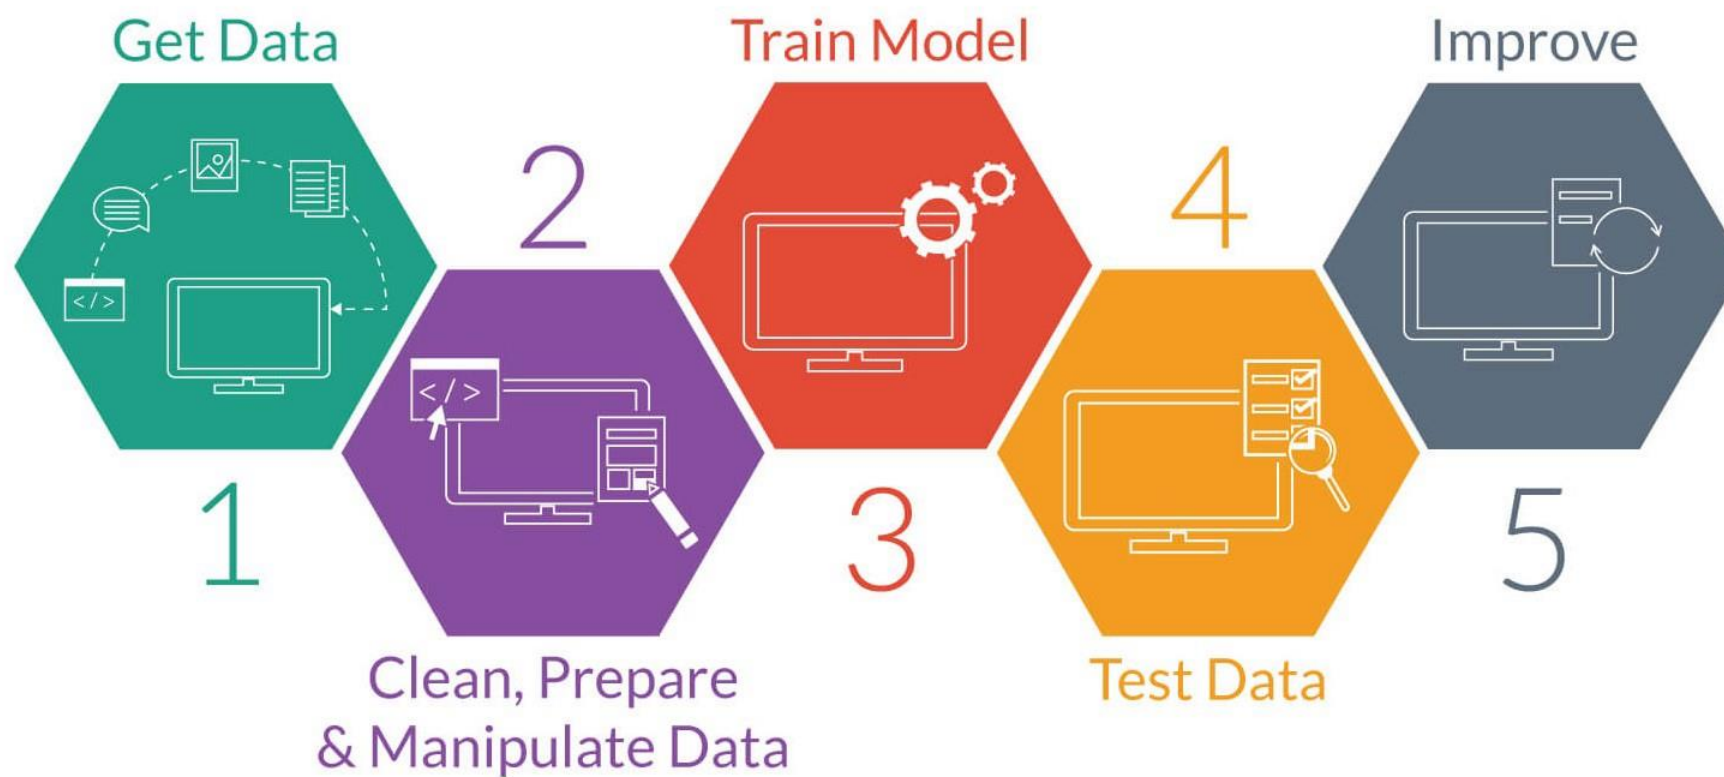 Get Data
1
2
Clean, Prepare
& Manipulate Data
Train Model
3
4
Test Data
Improve
5
</>
</>